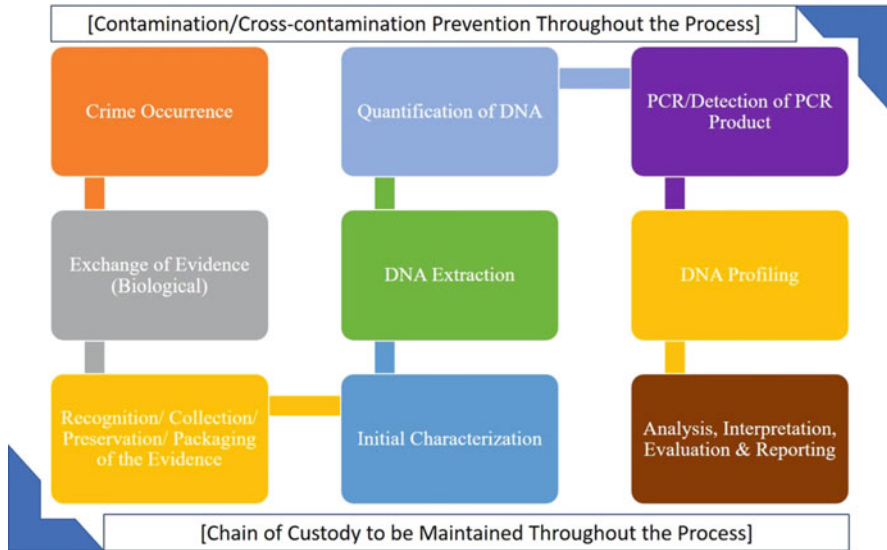 [Contamination/Cross-contamination Prevention Throughout the Process]
Crime Occurrence
Exchange of Evidence
(Biological)
Recognition/ Collection/
Preservation/ Packaging
of the Evidence
Initial Characterization
DNA Extraction
Quantification of DNA
PCR/Detection of PCR
Product
DNA Profiling
Analysis, Interpretation,
Evaluation & Reporting
[Chain of Custody to be Maintained Throughout the Process]